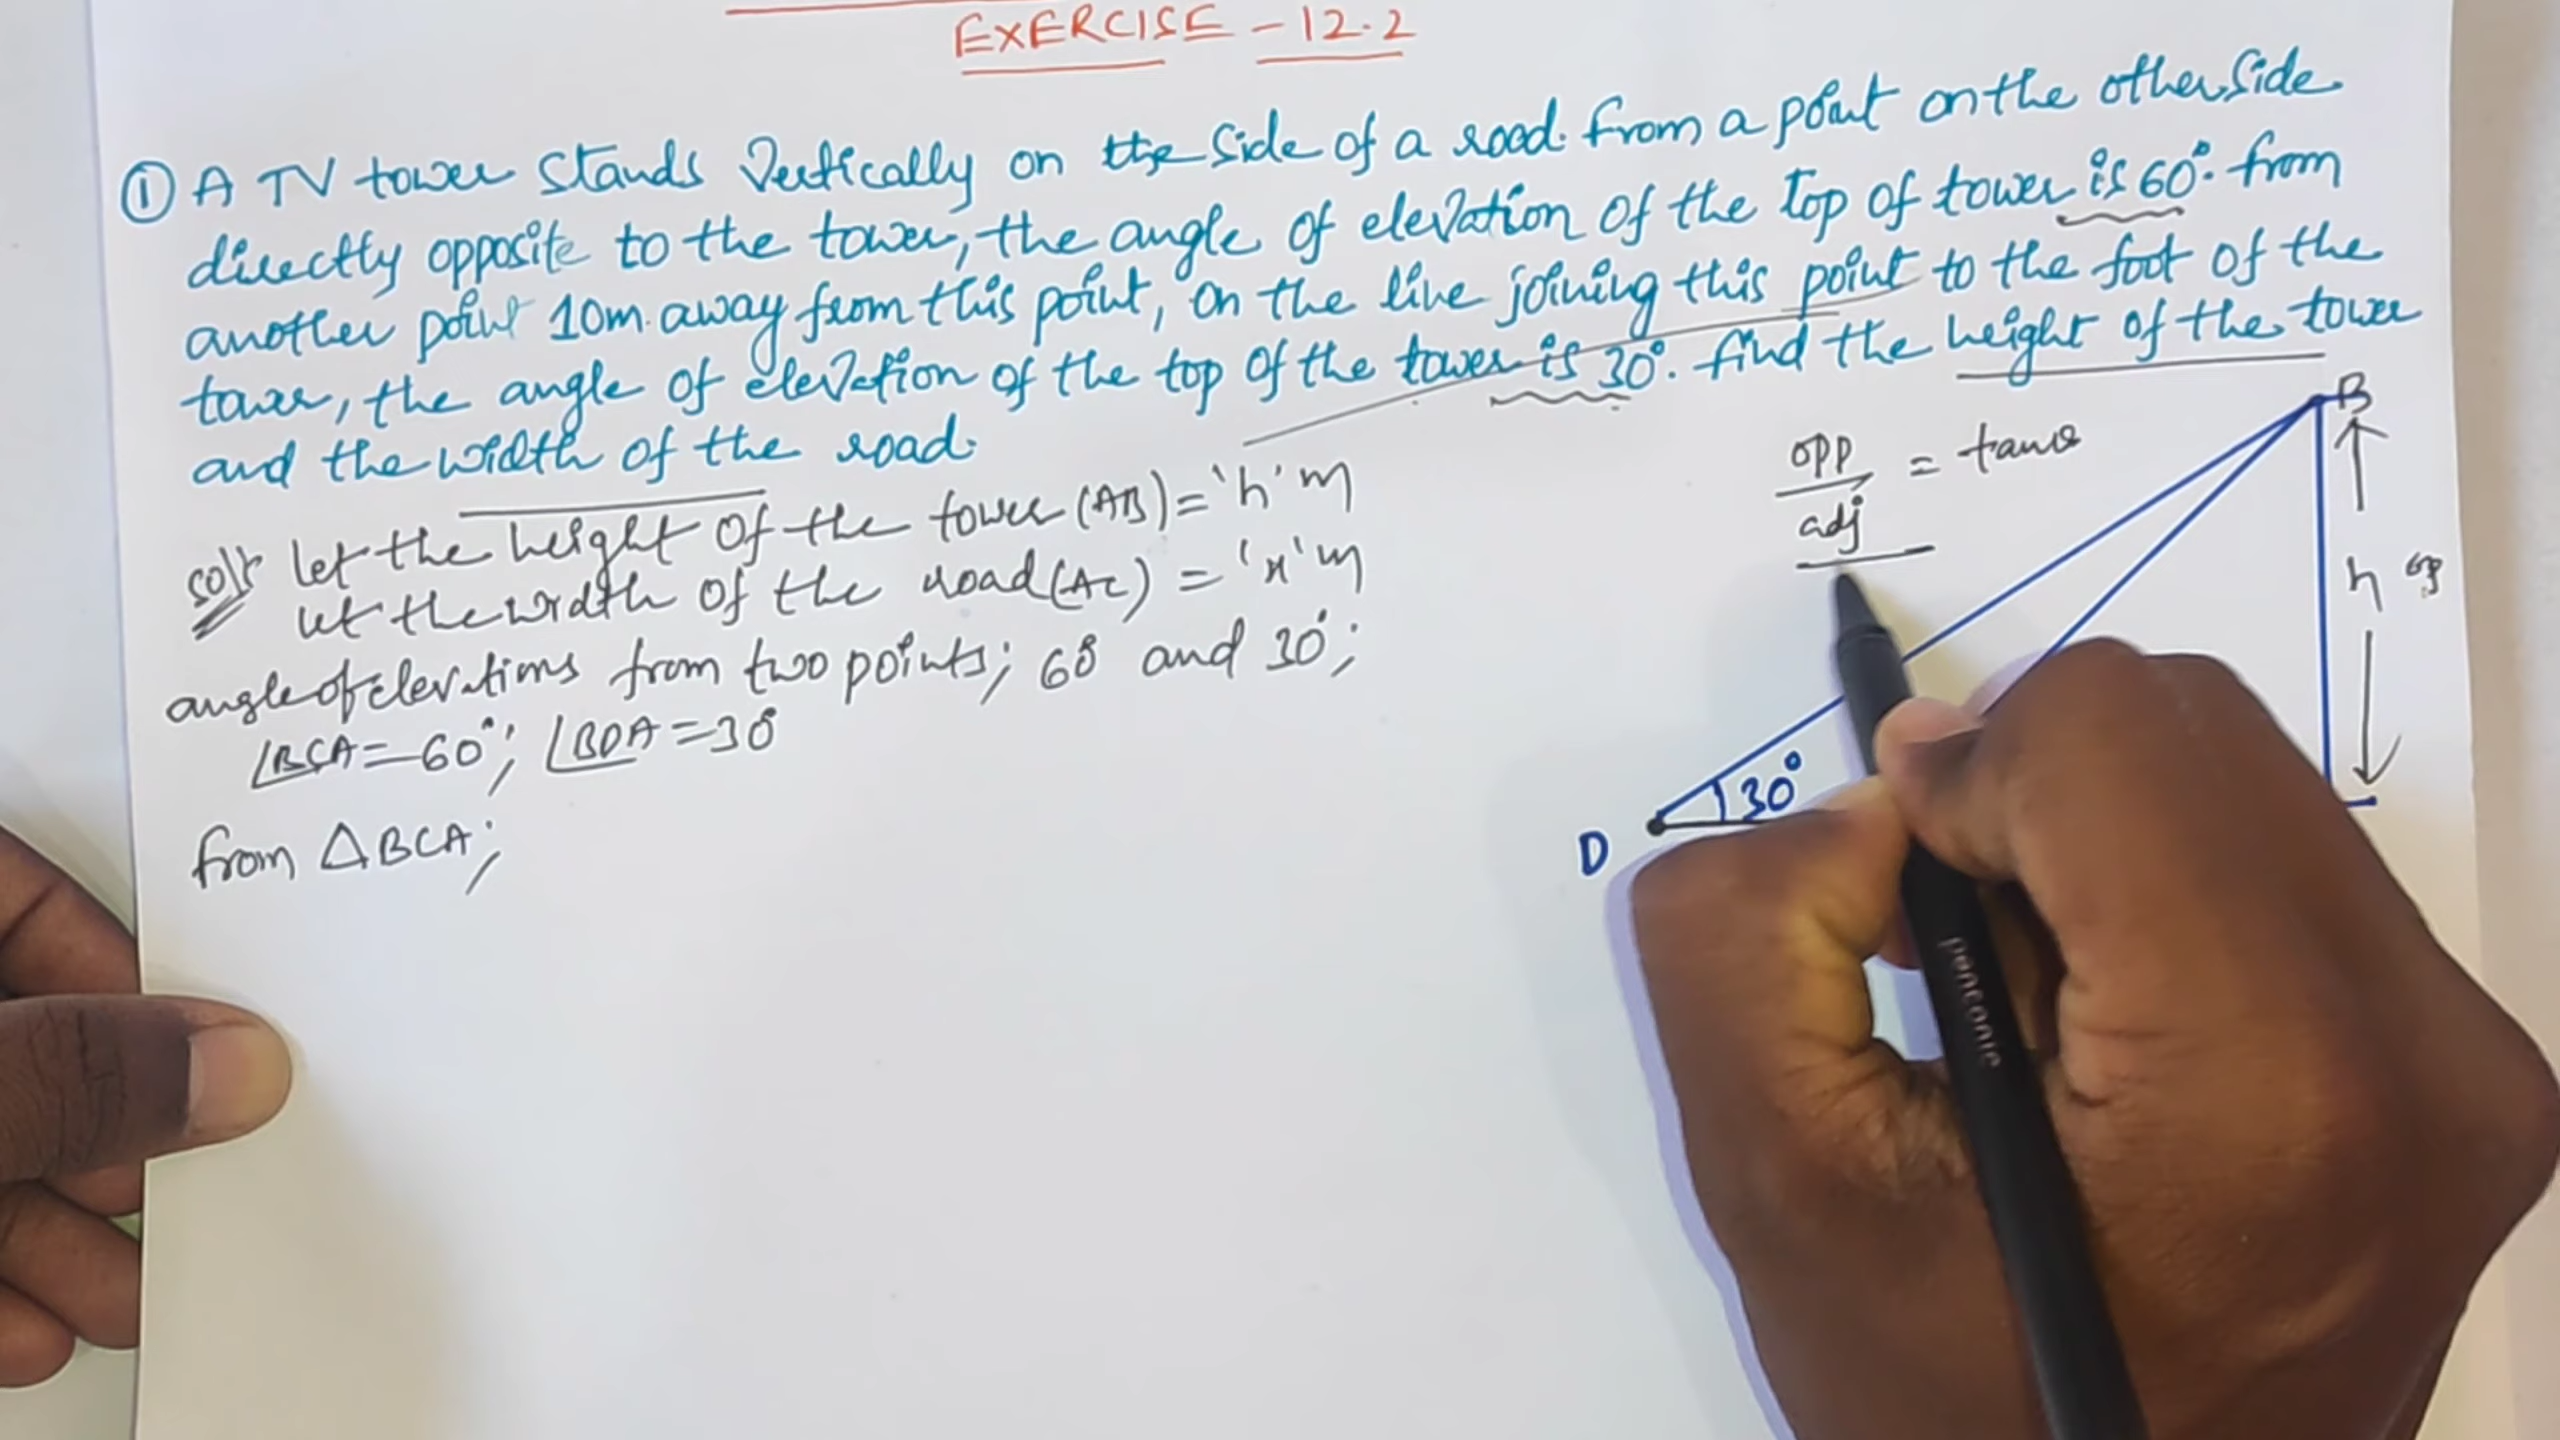 EXERCISE - 12.2
① A TV tower stands Vertically on the side of a road. From a point on the other side
directly opposite to the tower, the angle of elevation of the top of tower is 60°. from
another point 10m away from this point, on the line joining this point to the foot of the
tower, the angle of elevation of the top of the tower is 30°. find the height of the tower
and the width of the road.
Let the height of the tower (AB) = 'h' m
let the width of the road (AC) = 'x' m
angle of elevations from two points; 60° and 30°;
∠BCA = 60°; ∠BDA = 30°
from △BCA;
opp
adj
= tanθ
B
h
30°
D
penconic